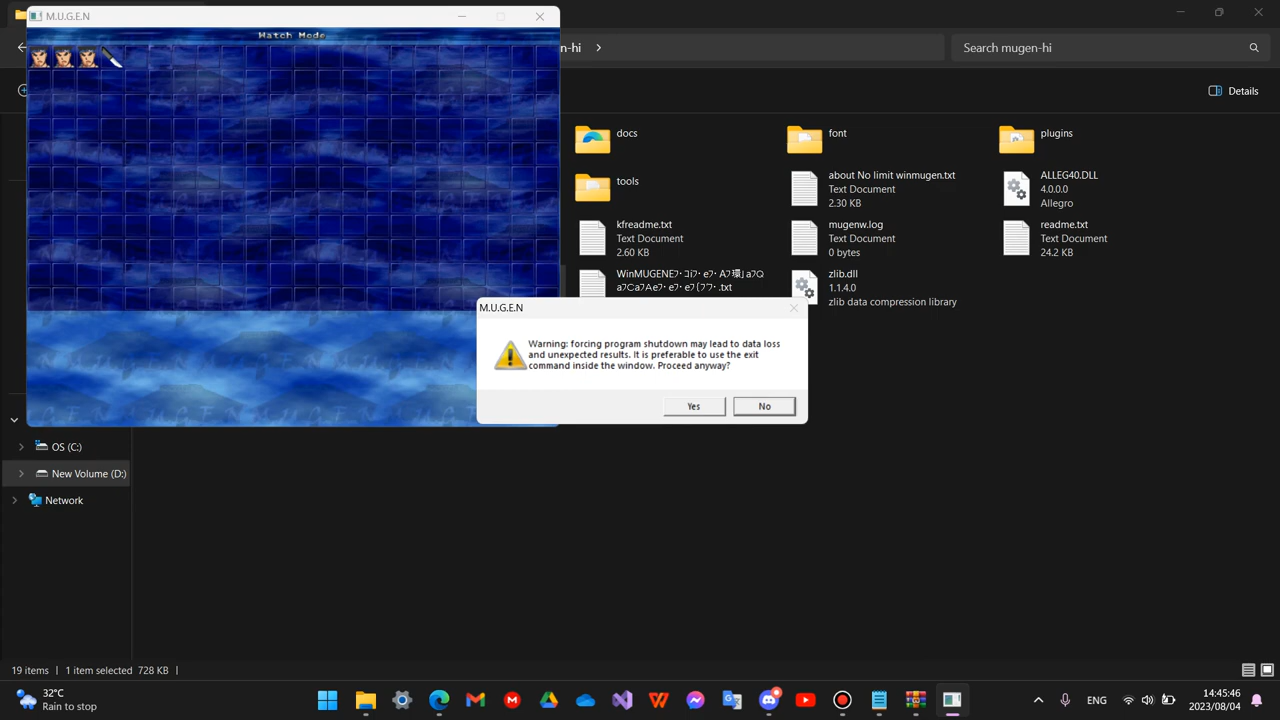 M.U.G.E.N
Watch Mode
n-hi
Search mugen-hi
Details
docs
font
plugins
tools
about No limit winmugen.txt
Text Document
2.30 KB
ALLEG40.DLL
4.0.0.0
Allegro
kfreadme.txt
Text Document
2.60 KB
mugenw.log
Text Document
0 bytes
readme.txt
Text Document
24.2 KB
zlib.dll
1.1.4.0
zlib data compression library
M.U.G.E.N
Warning: forcing program shutdown may lead to data loss
and unexpected results. It is preferable to use the exit
command inside the window. Proceed anyway?
Yes
No
OS (C:)
New Volume (D:)
Network
19 items
1 item selected 728 KB
32°C
Rain to stop
ENG
14:45:48
2023/08/04